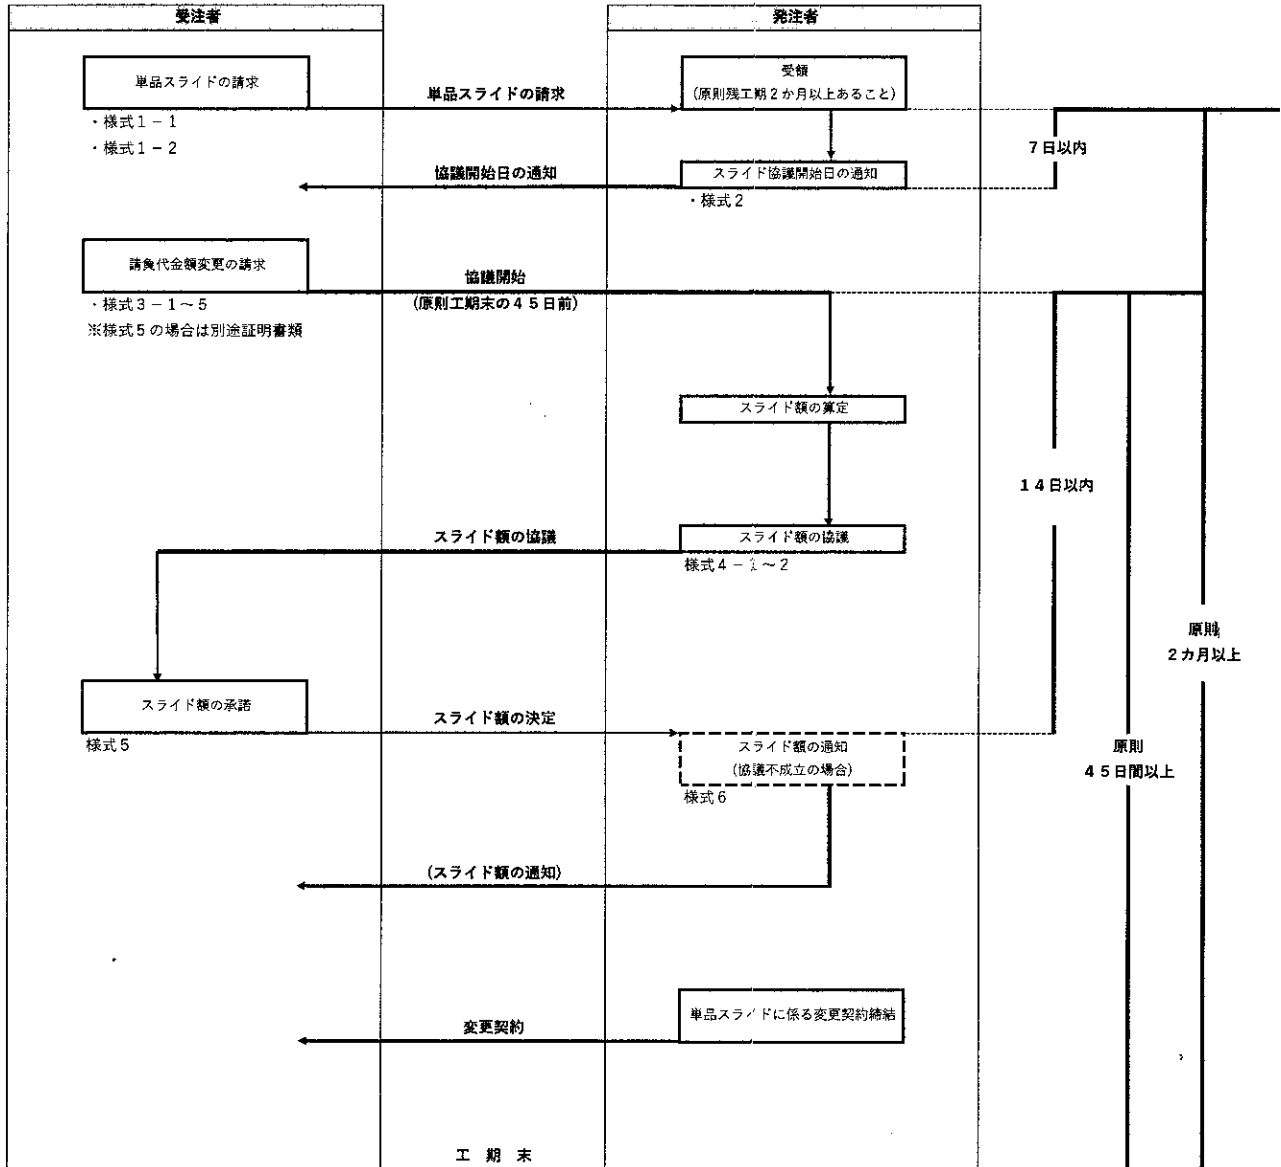 受注者
発注者
単品スライドの請求
・様式1-1
・様式1-2
単品スライドの請求
受領
(原則残工期2か月以上あること)
7日以内
協議開始日の通知
スライド協議開始日の通知
・様式2
請負代金額変更の請求
・様式3-1~5
※様式5の場合は別途証明書類
協議開始
(原則工期末の45日前)
スライド額の算定
14日以内
スライド額の協議
スライド額の協議
様式4-1~2
原則
2カ月以上
スライド額の承諾
様式5
スライド額の決定
スライド額の通知
(協議不成立の場合)
様式6
原則
45日間以上
(スライド額の通知)
単品スライドに係る変更契約締結
変更契約
工 期 末